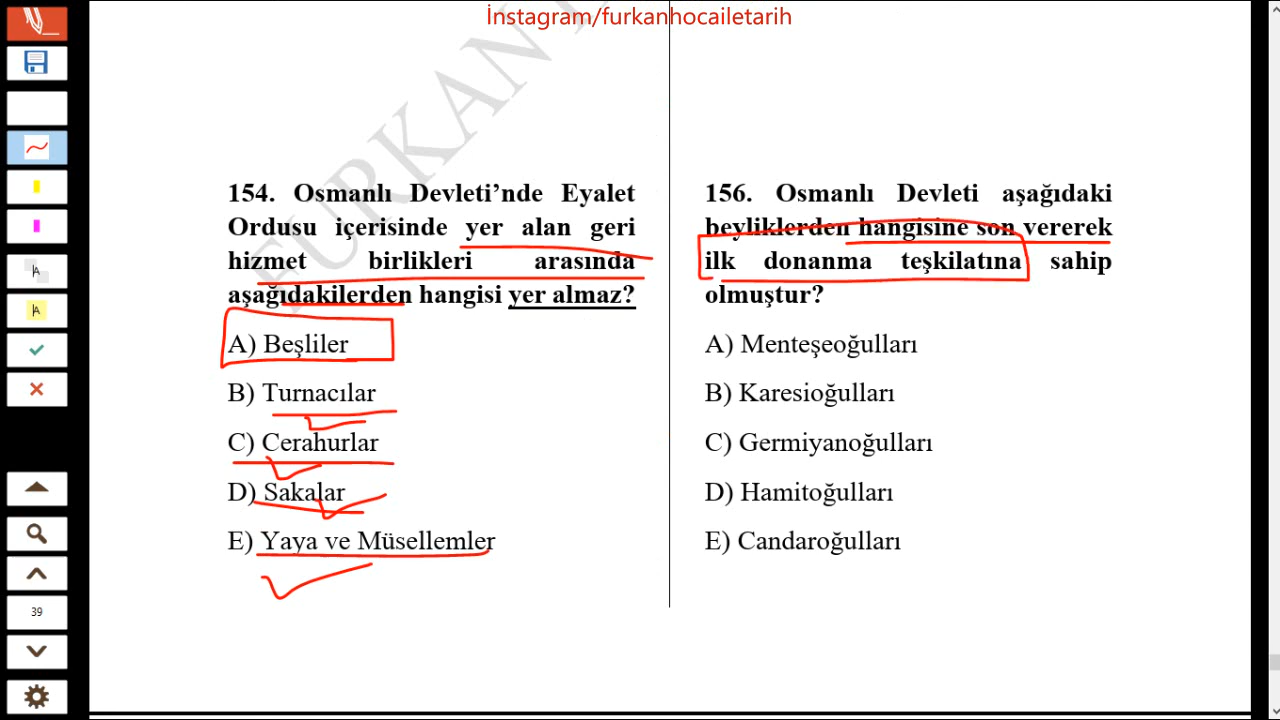 İnstagram/furkanhocailetarih
FURKAN
154. Osmanlı Devleti’nde Eyalet
Ordusu içerisinde yer alan geri
hizmet birlikleri arasında
aşağıdakilerden hangisi yer almaz?
A) Beşliler
B) Turnacılar
C) Cerahurlar
D) Sakalar
E) Yaya ve Müsellemler
156. Osmanlı Devleti aşağıdaki
beyliklerden hangisine son vererek
ilk donanma teşkilatına sahip
olmuştur?
A) Menteşeoğulları
B) Karesioğulları
C) Germiyanoğulları
D) Hamitoğulları
E) Candaroğulları
A
A
39